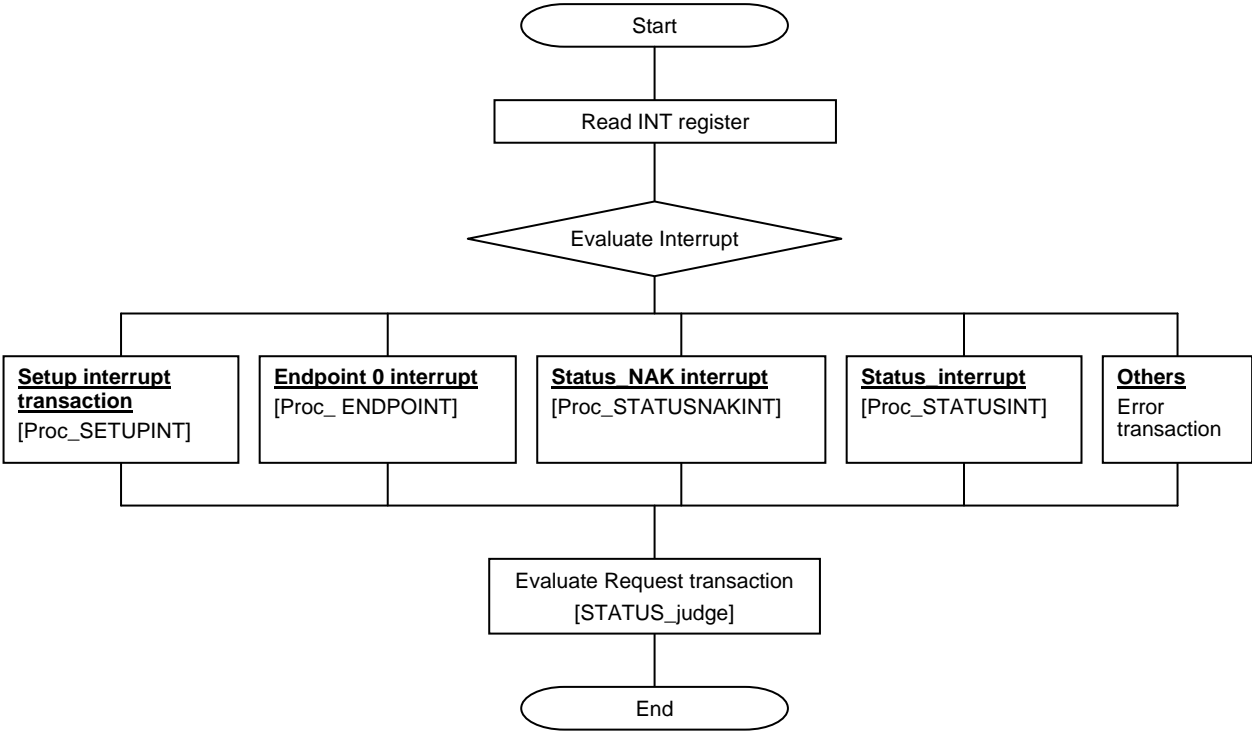 Start
Read INT register
Evaluate Interrupt
Setup interrupt
transaction
[Proc_SETUPINT]
Endpoint 0 interrupt
[Proc_ ENDPOINT]
Status_NAK interrupt
[Proc_STATUSNAKINT]
Status_interrupt
[Proc_STATUSINT]
Others
Error
transaction
Evaluate Request transaction
[STATUS_judge]
End